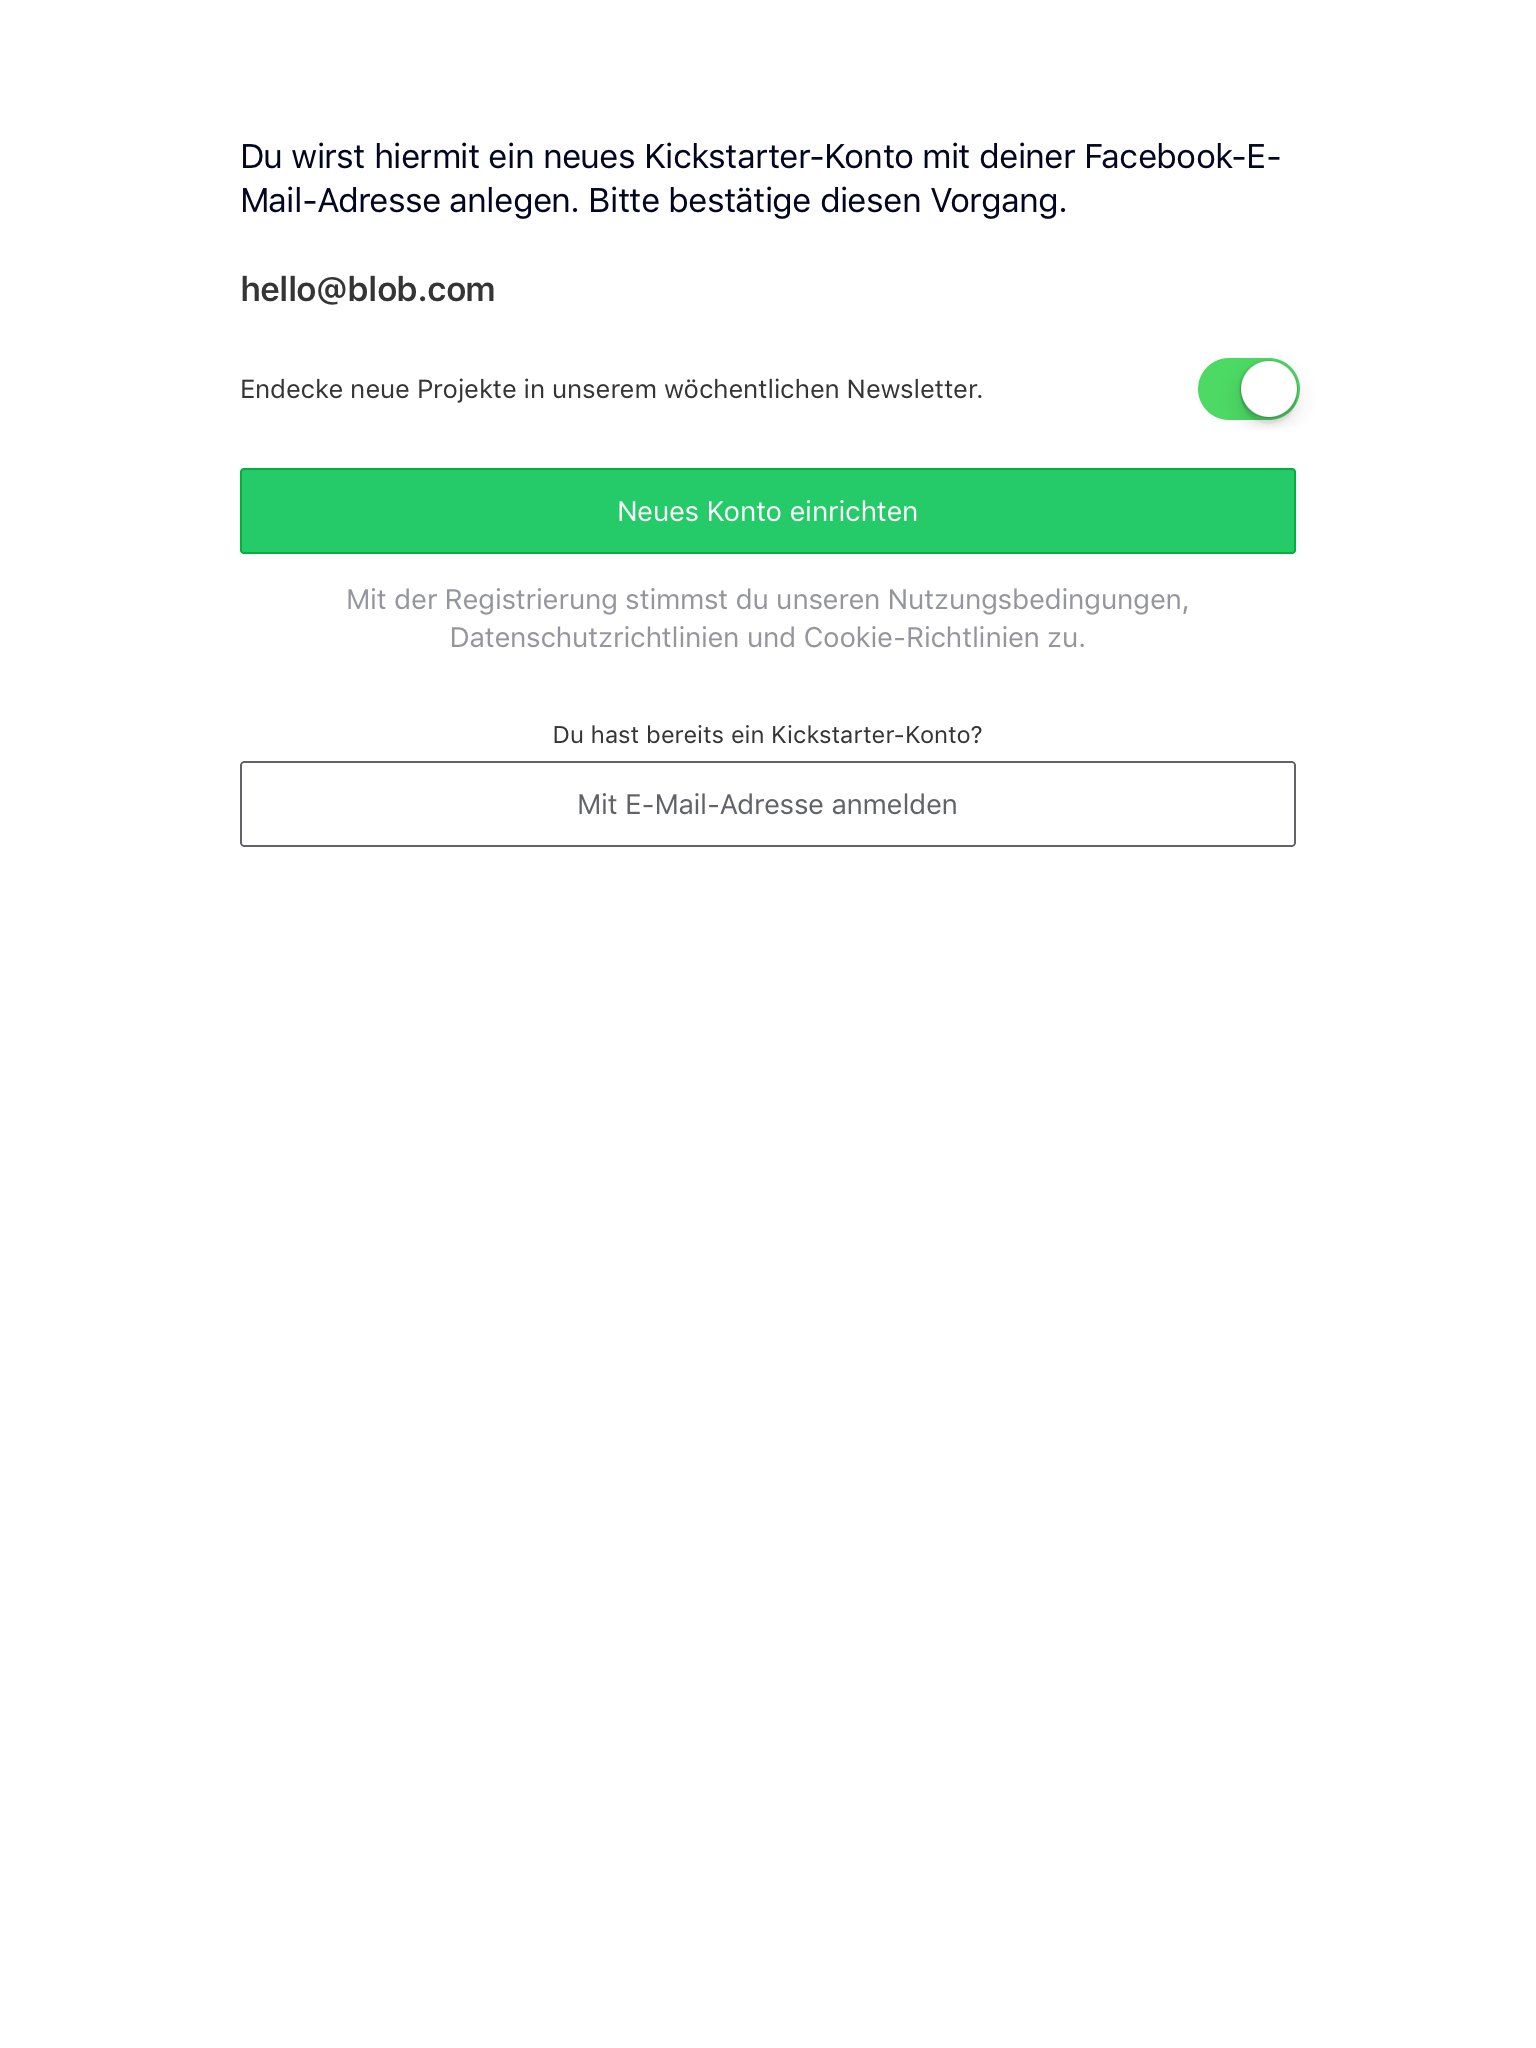 Du wirst hiermit ein neues Kickstarter-Konto mit deiner Facebook-E-
Mail-Adresse anlegen. Bitte bestätige diesen Vorgang.
hello@blob.com
Endecke neue Projekte in unserem wöchentlichen Newsletter.
Neues Konto einrichten
Mit der Registrierung stimmst du unseren Nutzungsbedingungen,
Datenschutzrichtlinien und Cookie-Richtlinien zu.
Du hast bereits ein Kickstarter-Konto?
Mit E-Mail-Adresse anmelden